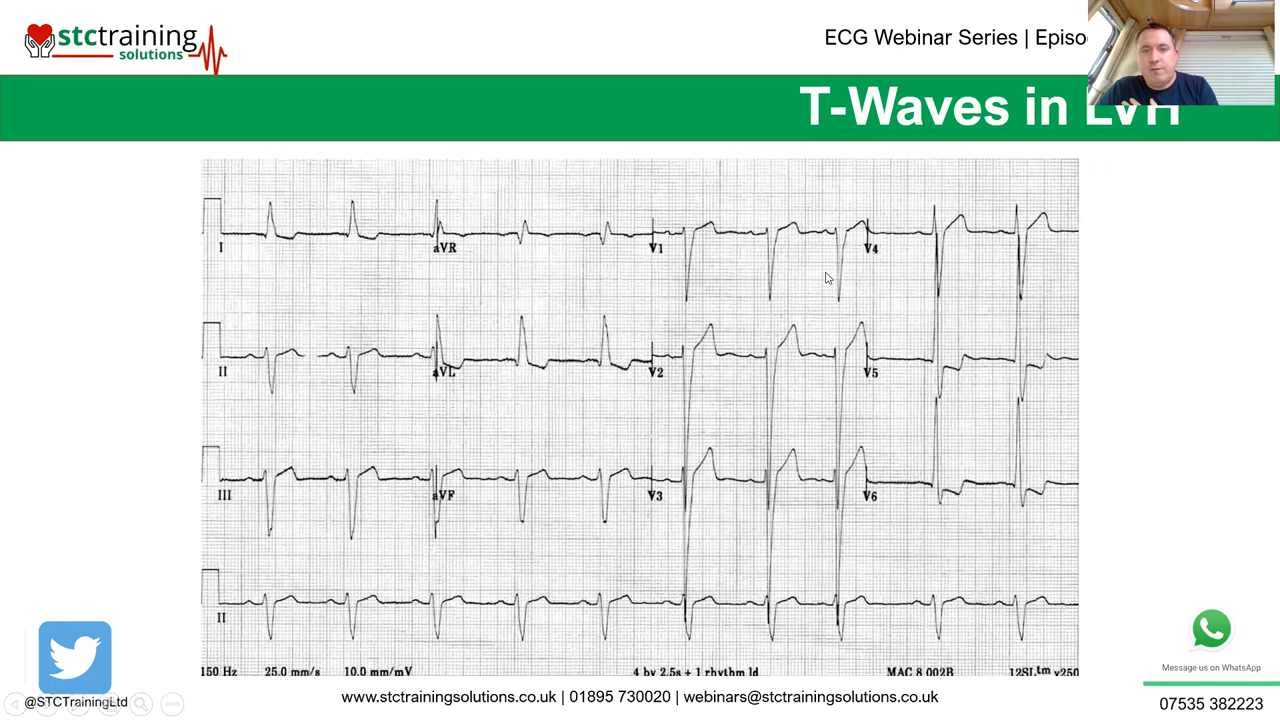 stctraining
solutions
ECG Webinar Series |
T-Waves in LVH
I
aVR
V1
V4
II
aVL
V2
V5
III
aVF
V3
V6
II
150 Hz 25.0 mm/s 10.0 mm/mV 4 by 2.5s + 1 rhythm ld MAC 8 002B 12SL tm
@STCTrainingLtd
www.stctrainingsolutions.co.uk | 01895 730020 | webinars@stctrainingsolutions.co.uk
Message us on WhatsApp
07535 382223